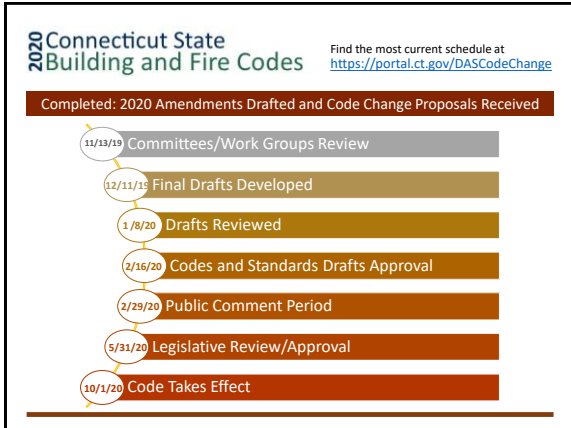 2020
Connecticut State
Building and Fire Codes
Find the most current schedule at
https://portal.ct.gov/DASCodeChange
Completed: 2020 Amendments Drafted and Code Change Proposals Received
11/13/19 Committees/Work Groups Review
12/11/19 Final Drafts Developed
1 /8/20 Drafts Reviewed
2/16/20 Codes and Standards Drafts Approval
2/29/20 Public Comment Period
5/31/20 Legislative Review/Approval
10/1/20 Code Takes Effect